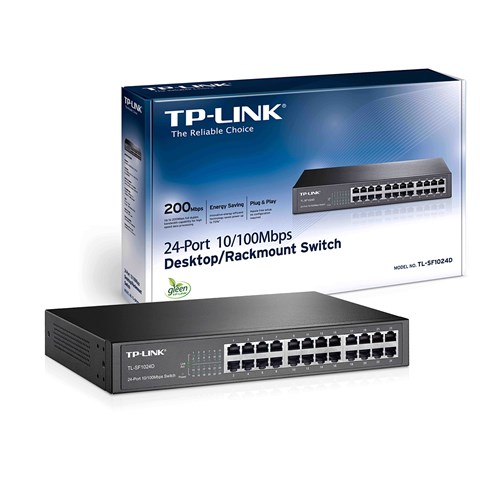 TP-LINK
The Reliable Choice
200Mbps
Energy Saving
Plug & Play
24-Port 10/100Mbps
Desktop/Rackmount Switch
MODEL NO. TL-SF1024D
green
TP-LINK
TP-LINK
TL-SF1024D
24-Port 10/100Mbps Switch